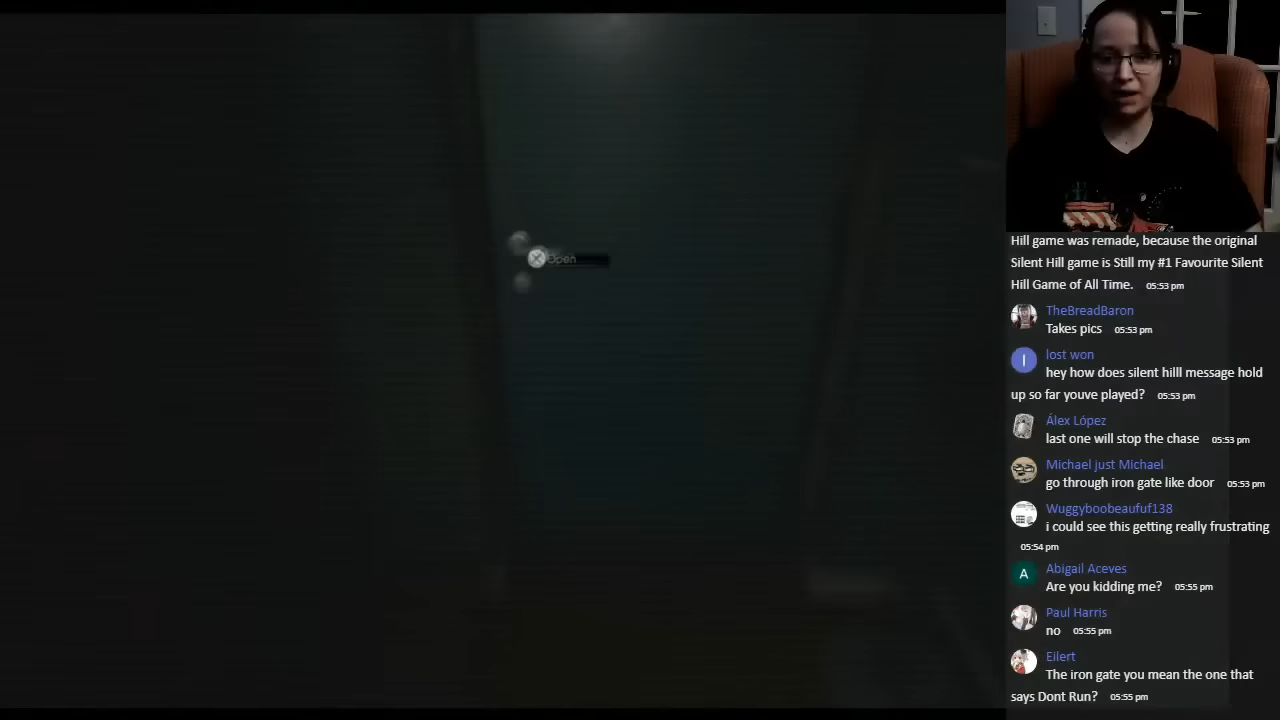 Open
Hill game was remade, because the original
Silent Hill game is Still my #1 Favourite Silent
Hill Game of All Time. 05:53 pm
TheBreadBaron
Takes pics 05:53 pm
I
lost won
hey how does silent hilll message hold
up so far youve played? 05:53 pm
Álex López
last one will stop the chase 05:53 pm
Michael just Michael
go through iron gate like door 05:53 pm
Wuggyboobeaufuf138
i could see this getting really frustrating
05:54 pm
A
Abigail Aceves
Are you kidding me? 05:55 pm
Paul Harris
no 05:55 pm
Eilert
The iron gate you mean the one that
says Dont Run? 05:55 pm